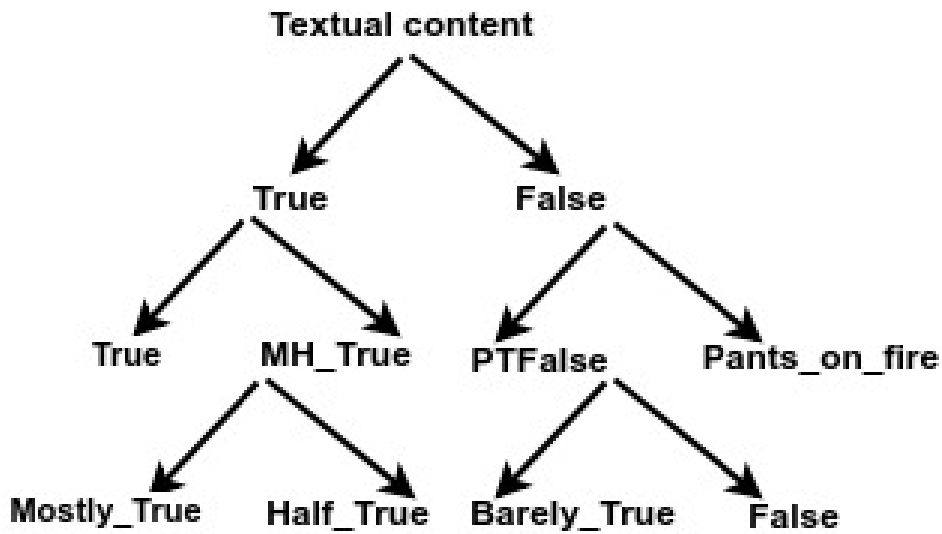 Textual content
True False
True MH_True PTFalse Pants_on_fire
Mostly_True Half_True Barely_True False